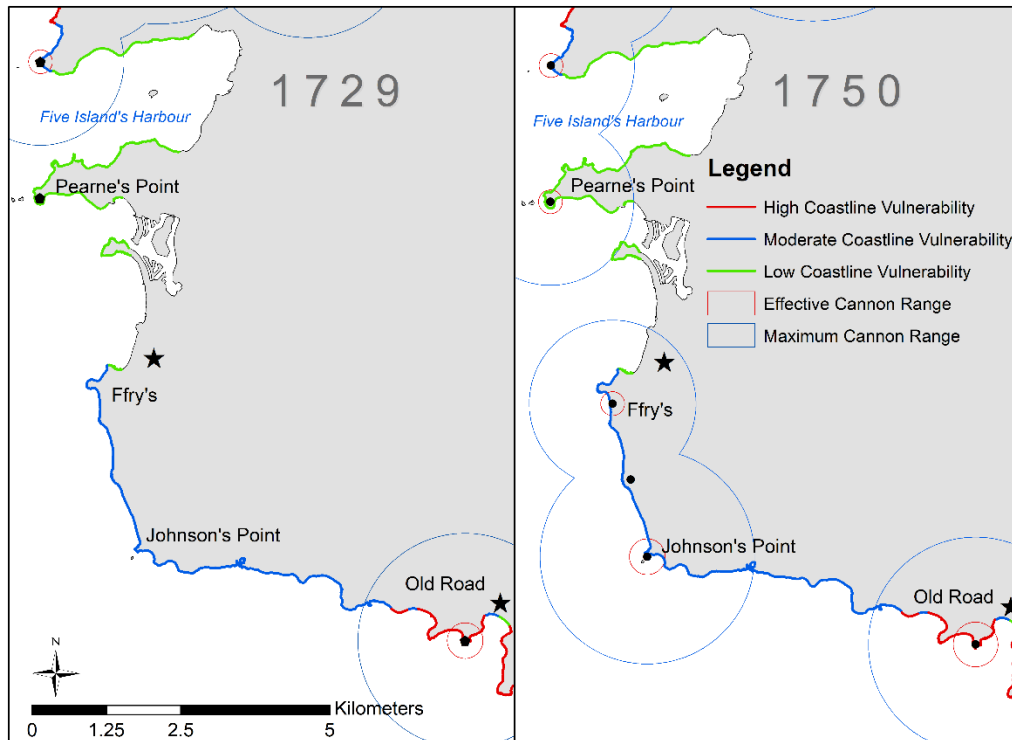 1729
Five Island's Harbour
Pearne's Point
Ffry's
Johnson's Point
Old Road
N
Kilometers
0 1.25 2.5 5
1750
Five Island's Harbour
Pearne's Point
Legend
High Coastline Vulnerability
Moderate Coastline Vulnerability
Low Coastline Vulnerability
Effective Cannon Range
Maximum Cannon Range
Ffry's
Johnson's Point
Old Road